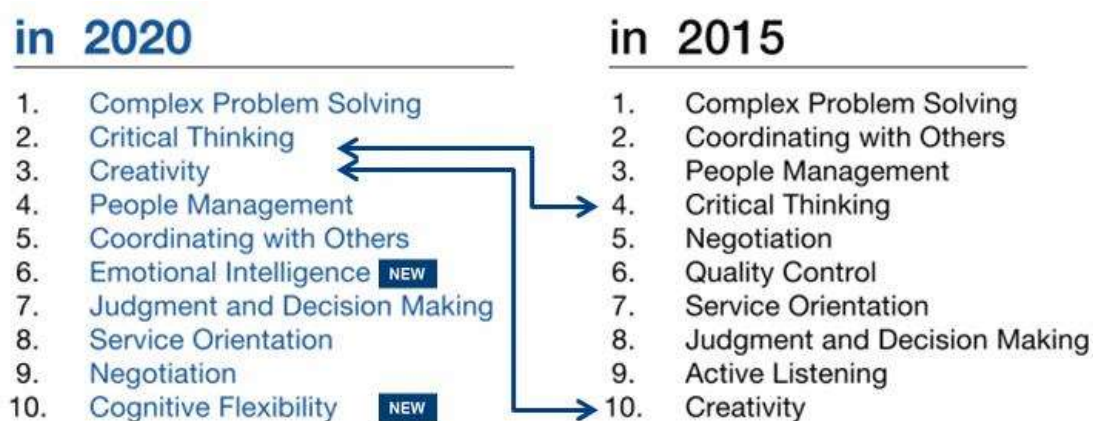 in 2020
1. Complex Problem Solving
2. Critical Thinking
3. Creativity
4. People Management
5. Coordinating with Others
6. Emotional Intelligence NEW
7. Judgment and Decision Making
8. Service Orientation
9. Negotiation
10. Cognitive Flexibility NEW
in 2015
1. Complex Problem Solving
2. Coordinating with Others
3. People Management
4. Critical Thinking
5. Negotiation
6. Quality Control
7. Service Orientation
8. Judgment and Decision Making
9. Active Listening
10. Creativity